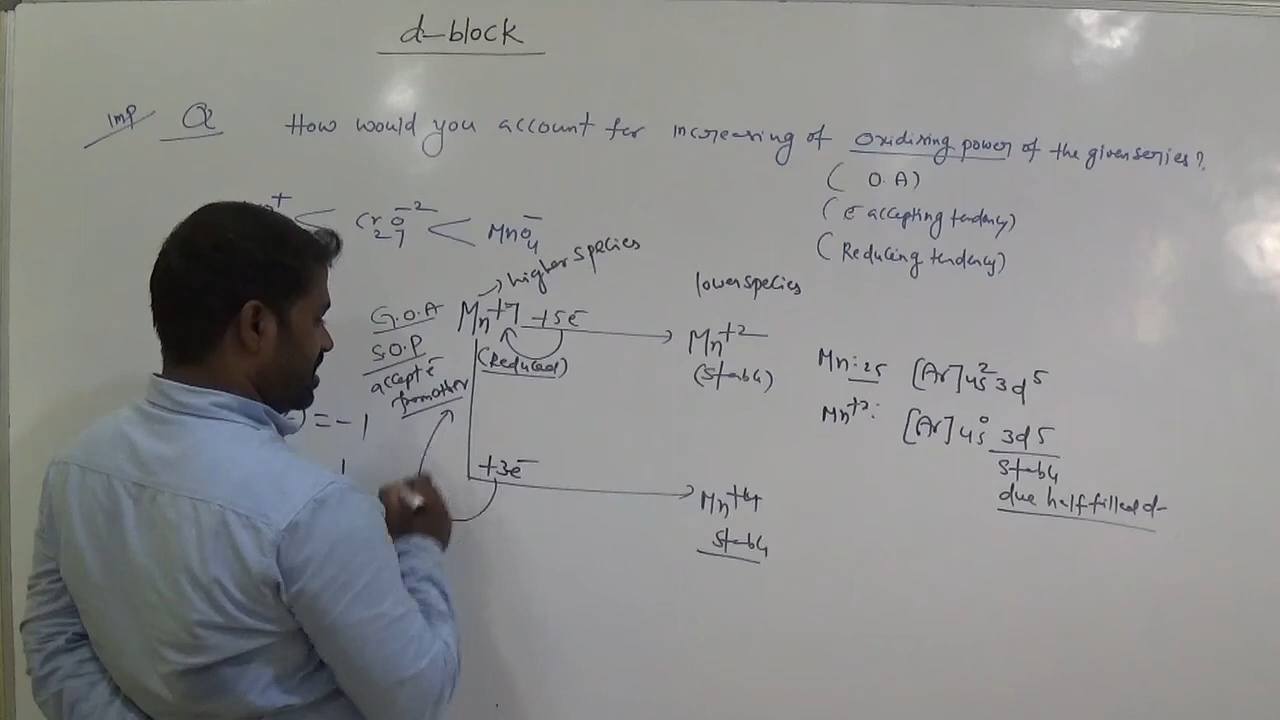 d-block
Imp Q How would you account for increasing of oxidising power of the given series?
( O.A)
( e⁻ accepting tendency)
( Reducing tendency)
+ < Cr₂O₇⁻² < MnO₄⁻
higher species
lower species
G.O.A Mn⁺⁷ +5e⁻ → Mn⁺²
S.O.P (Reduced) (Stable)
accept e⁻
from other
= -1
+3e⁻ → Mn⁺⁴
Stable
Mn: 25 [Ar] 4s² 3d⁵
Mn⁺²: [Ar] 4s⁰ 3d⁵
Stable
due half filled d-